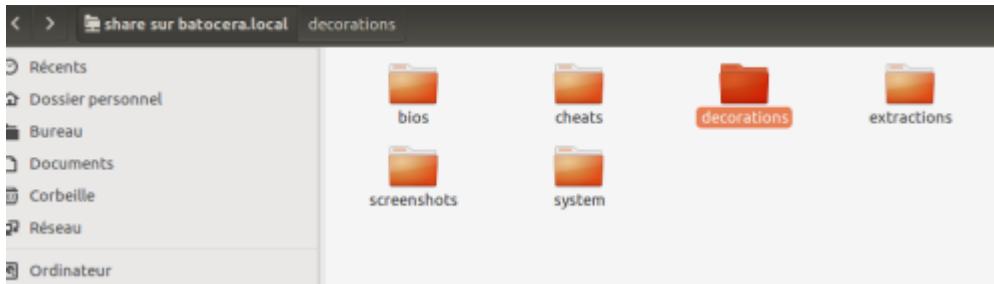 share sur batocera.local decorations
Récents
Dossier personnel
Bureau
Documents
Corbeille
Réseau
Ordinateur
bios cheats decorations extractions
screenshots system